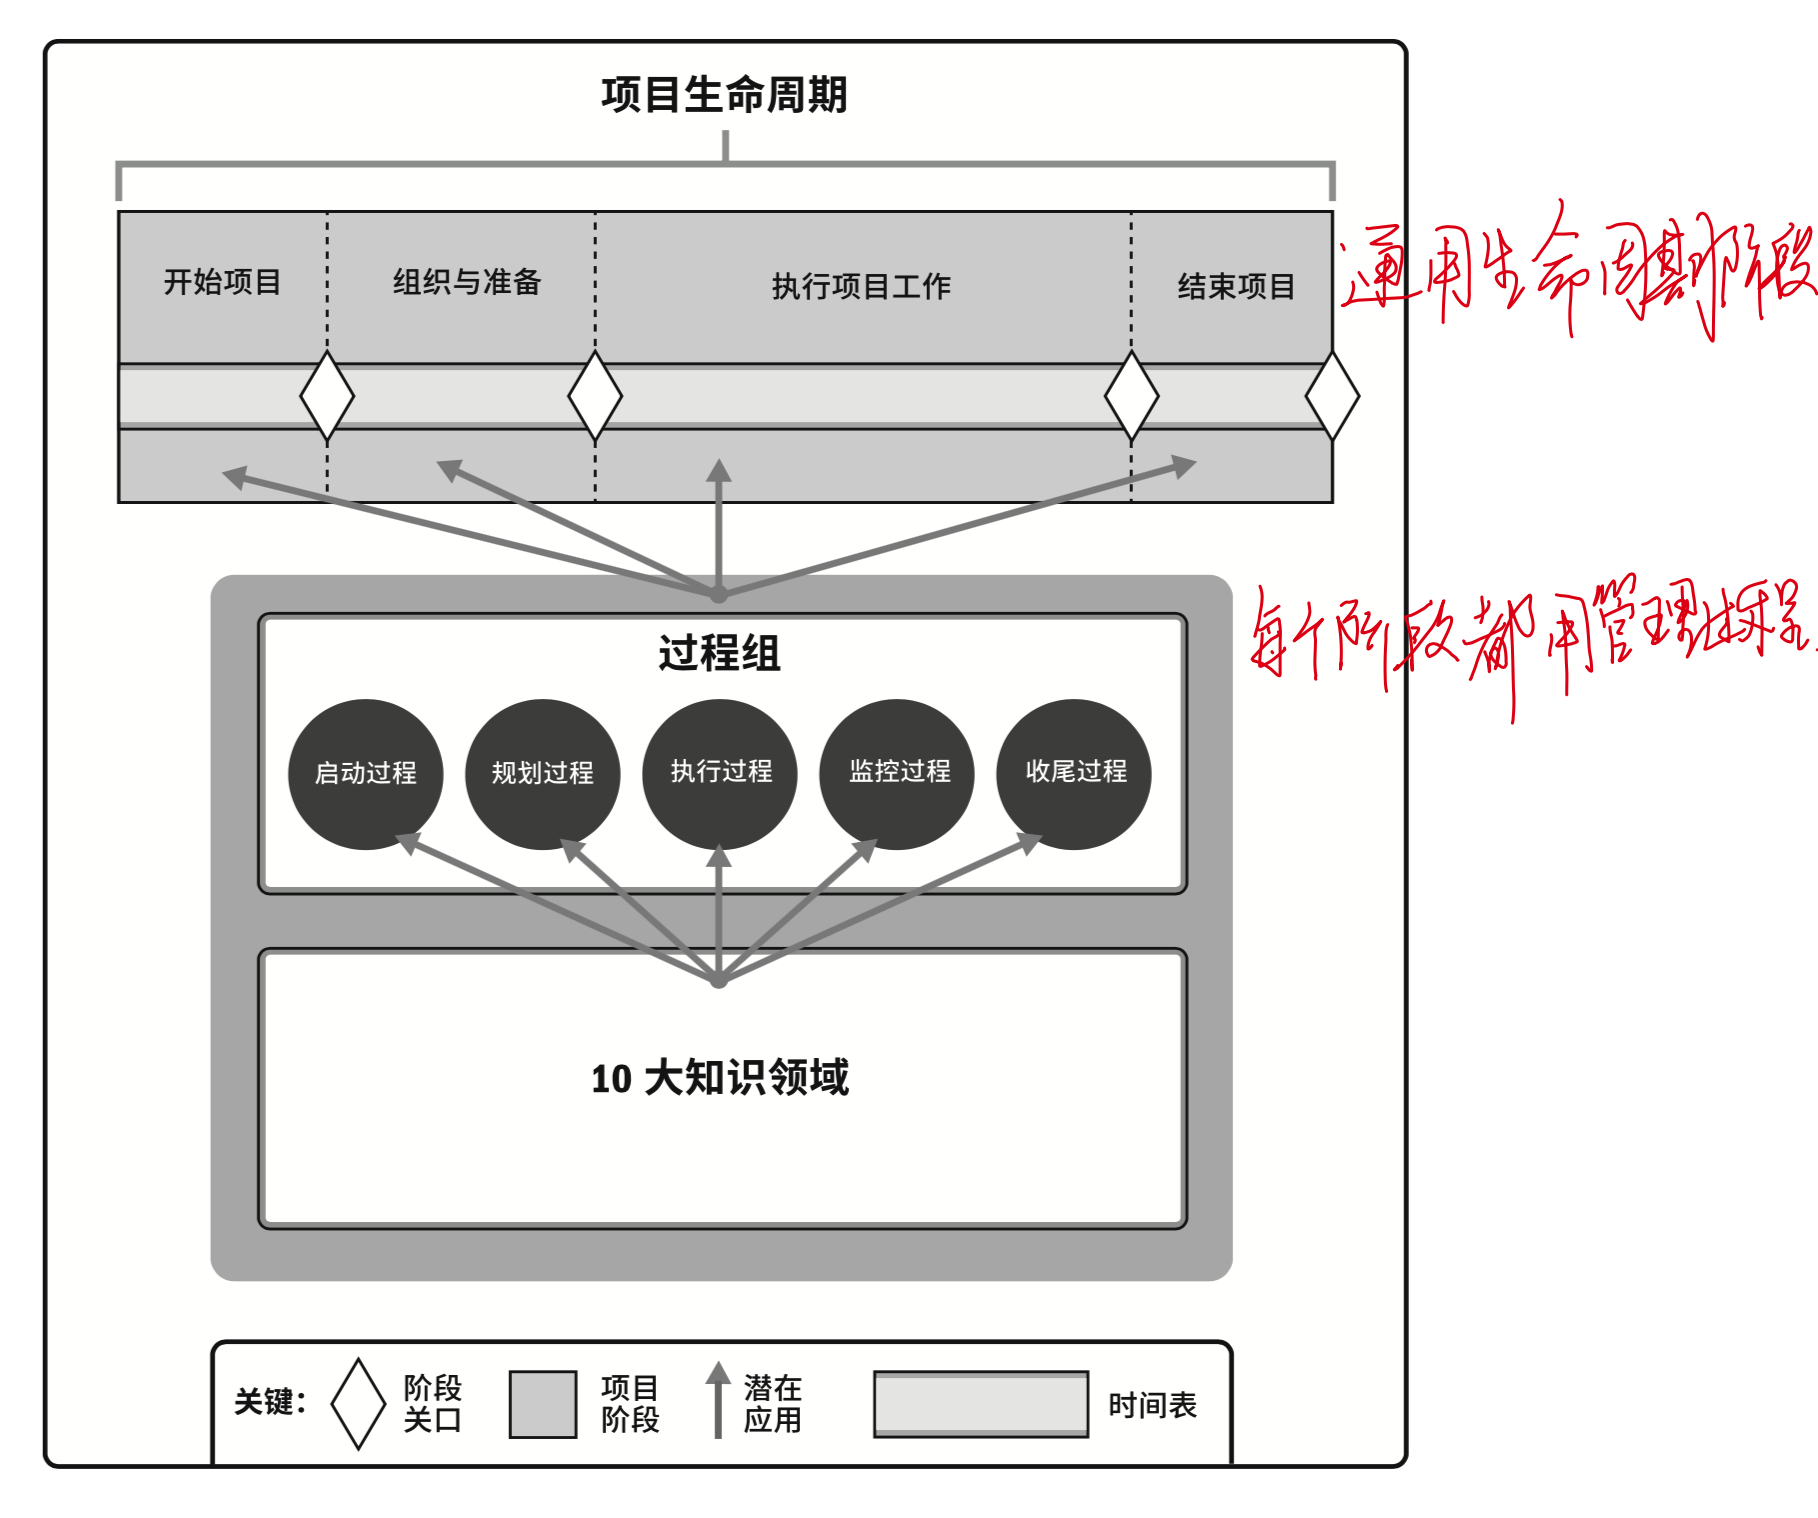 项目生命周期
开始项目 组织与准备 执行项目工作 结束项目
通用生命周期阶段
过程组
每个阶段都用管理
启动过程 规划过程 执行过程 监控过程 收尾过程
10 大知识领域
关键： 阶段 项目 潜在 时间表
关口 阶段 应用